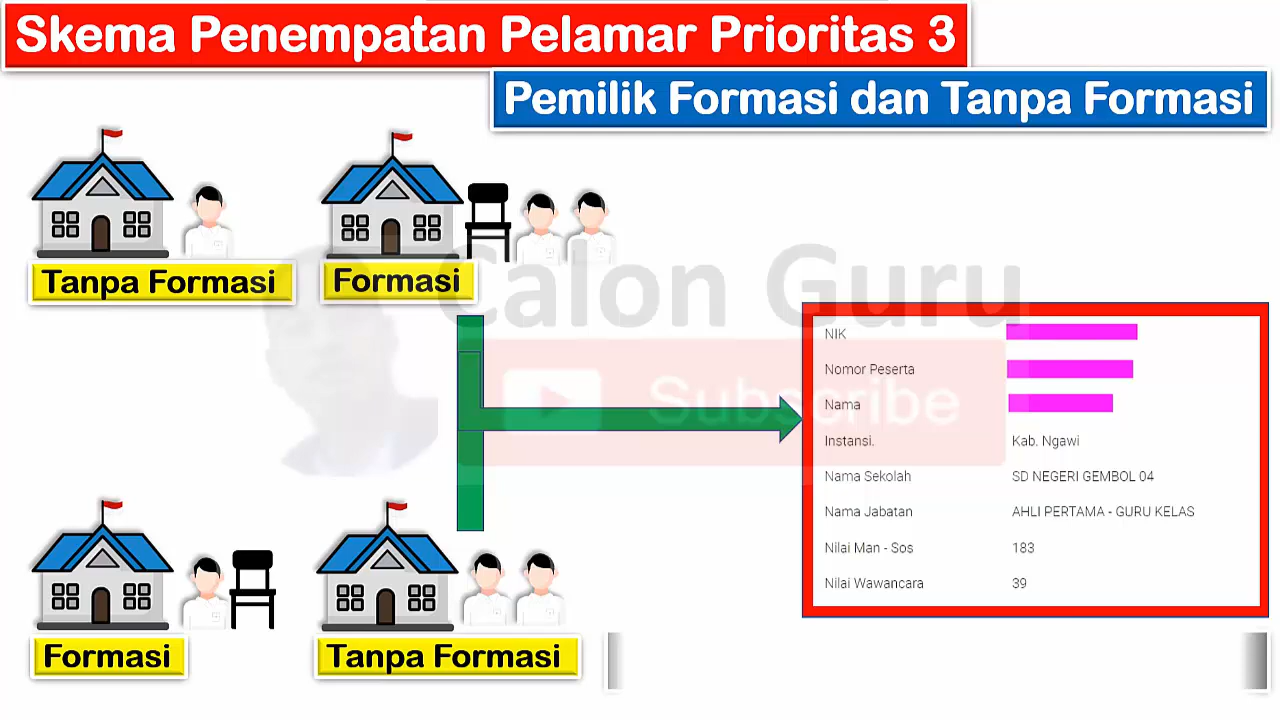 Skema Penempatan Pelamar Prioritas 3
Pemilik Formasi dan Tanpa Formasi
Tanpa Formasi
Formasi
Calon Guru
Subscribe
NIK
Nomor Peserta
Nama
Instansi. Kab. Ngawi
Nama Sekolah SD NEGERI GEMBOL 04
Nama Jabatan AHLI PERTAMA - GURU KELAS
Nilai Man - Sos 183
Nilai Wawancara 39
Formasi
Tanpa Formasi